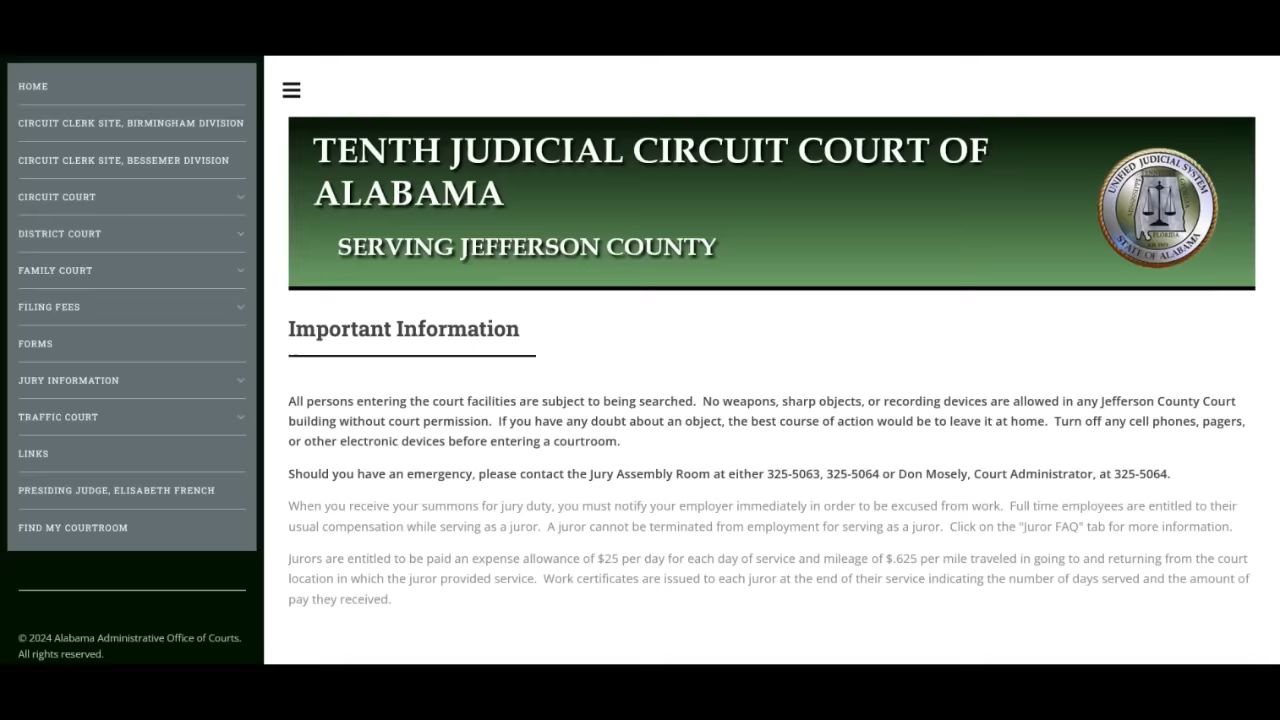 HOME
CIRCUIT CLERK SITE, BIRMINGHAM DIVISION
CIRCUIT CLERK SITE, BESSEMER DIVISION
CIRCUIT COURT
DISTRICT COURT
FAMILY COURT
FILING FEES
FORMS
JURY INFORMATION
TRAFFIC COURT
LINKS
PRESIDING JUDGE, ELISABETH FRENCH
FIND MY COURTROOM
© 2024 Alabama Administrative Office of Courts.
All rights reserved.
TENTH JUDICIAL CIRCUIT COURT OF
ALABAMA
SERVING JEFFERSON COUNTY
UNIFIED JUDICIAL SYSTEM
STATE OF ALABAMA
FLORIDA
Important Information
All persons entering the court facilities are subject to being searched.  No weapons, sharp objects, or recording devices are allowed in any Jefferson County Court
building without court permission.  If you have any doubt about an object, the best course of action would be to leave it at home.  Turn off any cell phones, pagers,
or other electronic devices before entering a courtroom.
Should you have an emergency, please contact the Jury Assembly Room at either 325-5063, 325-5064 or Don Mosely, Court Administrator, at 325-5064.
When you receive your summons for jury duty, you must notify your employer immediately in order to be excused from work.  Full time employees are entitled to their
usual compensation while serving as a juror.  A juror cannot be terminated from employment for serving as a juror.  Click on the "Juror FAQ" tab for more information.
Jurors are entitled to be paid an expense allowance of $25 per day for each day of service and mileage of $.625 per mile traveled in going to and returning from the court
location in which the juror provided service.  Work certificates are issued to each juror at the end of their service indicating the number of days served and the amount of
pay they received.